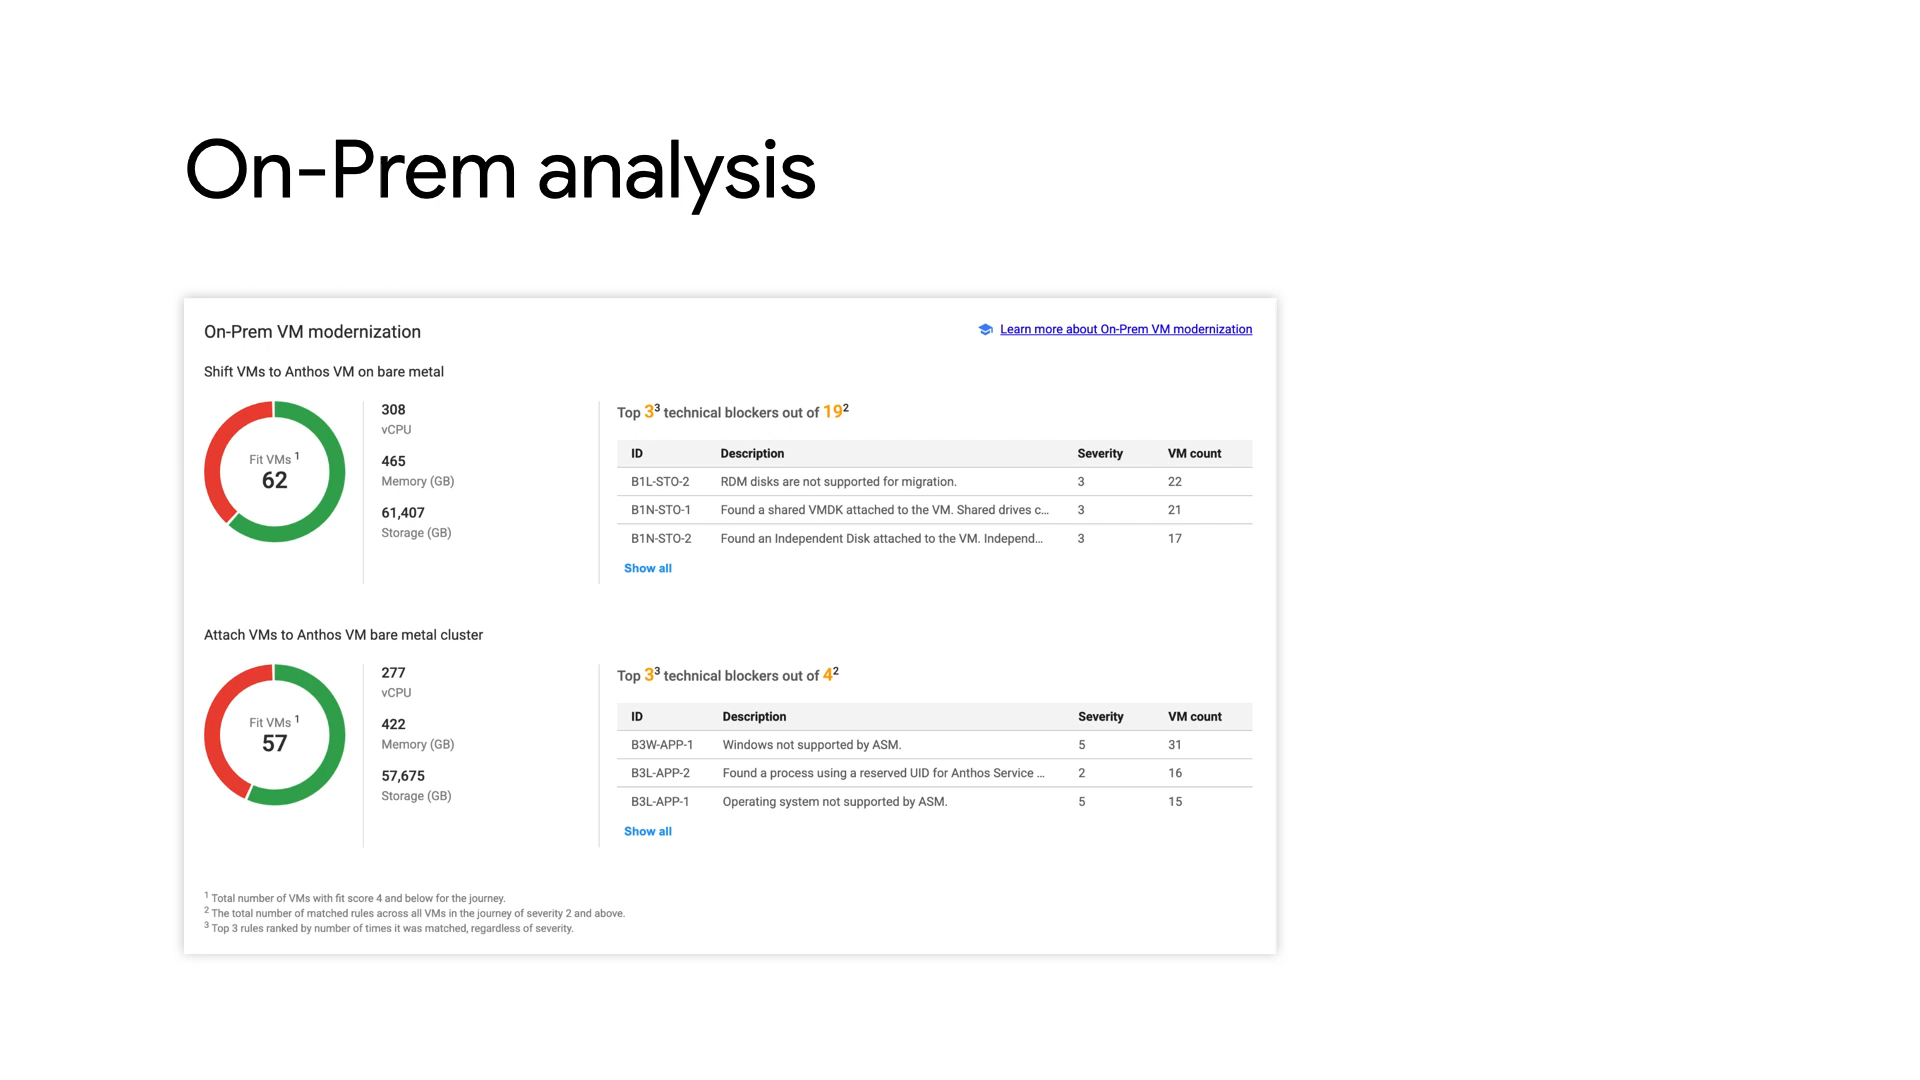 On-Prem analysis
On-Prem VM modernization
Learn more about On-Prem VM modernization
Shift VMs to Anthos VM on bare metal
Fit VMs 1
62
308
vCPU
465
Memory (GB)
61,407
Storage (GB)
Top 3 3 technical blockers out of 19 2
ID Description Severity VM count
B1L-STO-2 RDM disks are not supported for migration. 3 22
B1N-STO-1 Found a shared VMDK attached to the VM. Shared drives c... 3 21
B1N-STO-2 Found an Independent Disk attached to the VM. Independ... 3 17
Show all
Attach VMs to Anthos VM bare metal cluster
Fit VMs 1
57
277
vCPU
422
Memory (GB)
57,675
Storage (GB)
Top 3 3 technical blockers out of 4 2
ID Description Severity VM count
B3W-APP-1 Windows not supported by ASM. 5 31
B3L-APP-2 Found a process using a reserved UID for Anthos Service ... 2 16
B3L-APP-1 Operating system not supported by ASM. 5 15
Show all
1 Total number of VMs with fit score 4 and below for the journey.
2 The total number of matched rules across all VMs in the journey of severity 2 and above.
3 Top 3 rules ranked by number of times it was matched, regardless of severity.